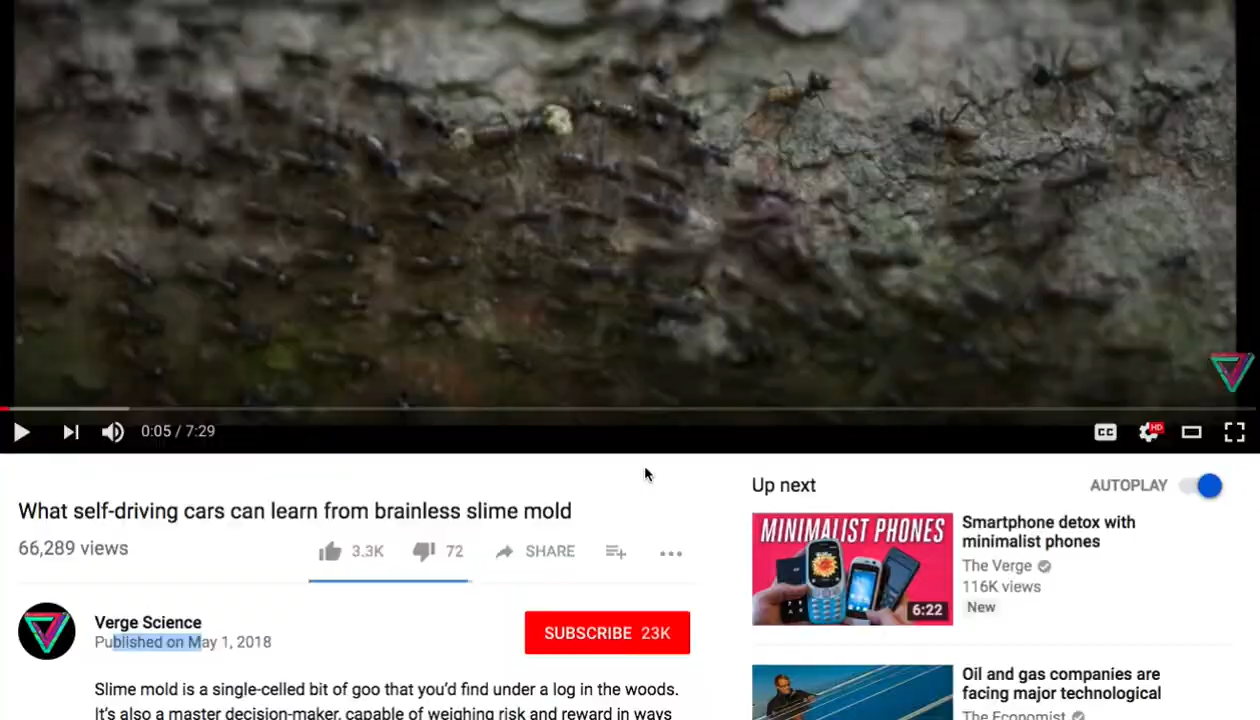 0:05 / 7:29
CC
HD
What self-driving cars can learn from brainless slime mold
66,289 views
3.3K
72
SHARE
Verge Science
Published on May 1, 2018
SUBSCRIBE 23K
Slime mold is a single-celled bit of goo that you'd find under a log in the woods.
It's also a master decision-maker, capable of weighing risk and reward in ways
Up next
AUTOPLAY
MINIMALIST PHONES
6:22
Smartphone detox with
minimalist phones
The Verge
116K views
New
Oil and gas companies are
facing major technological
The Economist